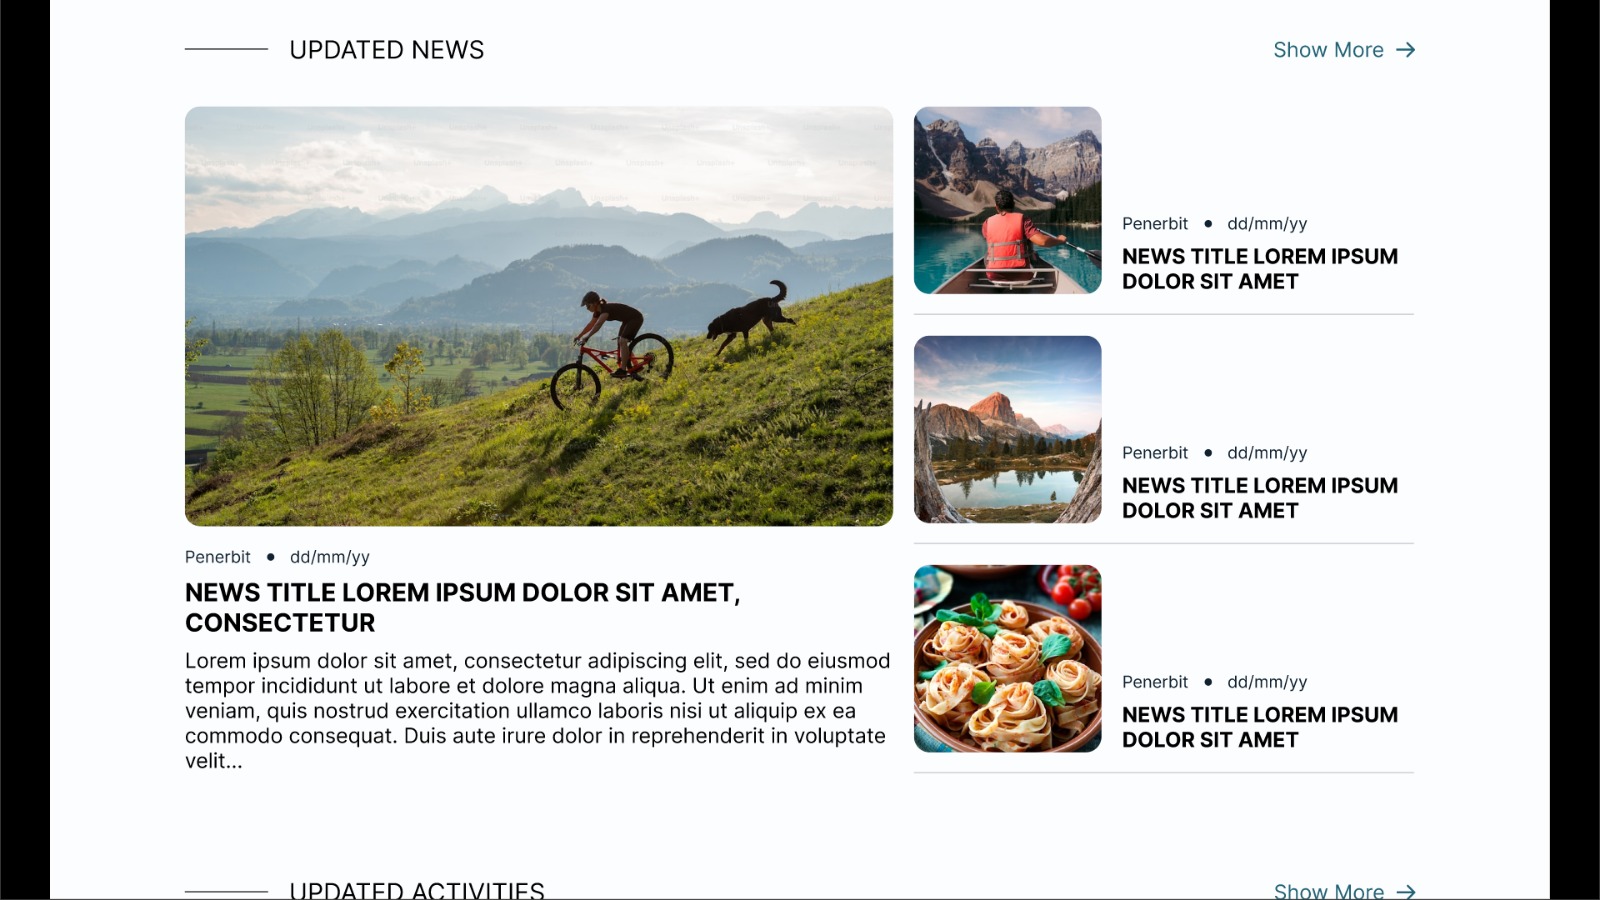 UPDATED NEWS
Show More
Penerbit • dd/mm/yy
NEWS TITLE LOREM IPSUM DOLOR SIT AMET,
CONSECTETUR
Lorem ipsum dolor sit amet, consectetur adipiscing elit, sed do eiusmod
tempor incididunt ut labore et dolore magna aliqua. Ut enim ad minim
veniam, quis nostrud exercitation ullamco laboris nisi ut aliquip ex ea
commodo consequat. Duis aute irure dolor in reprehenderit in voluptate
velit...
Penerbit • dd/mm/yy
NEWS TITLE LOREM IPSUM
DOLOR SIT AMET
Penerbit • dd/mm/yy
NEWS TITLE LOREM IPSUM
DOLOR SIT AMET
Penerbit • dd/mm/yy
NEWS TITLE LOREM IPSUM
DOLOR SIT AMET
UPDATED ACTIVITIES
Show More